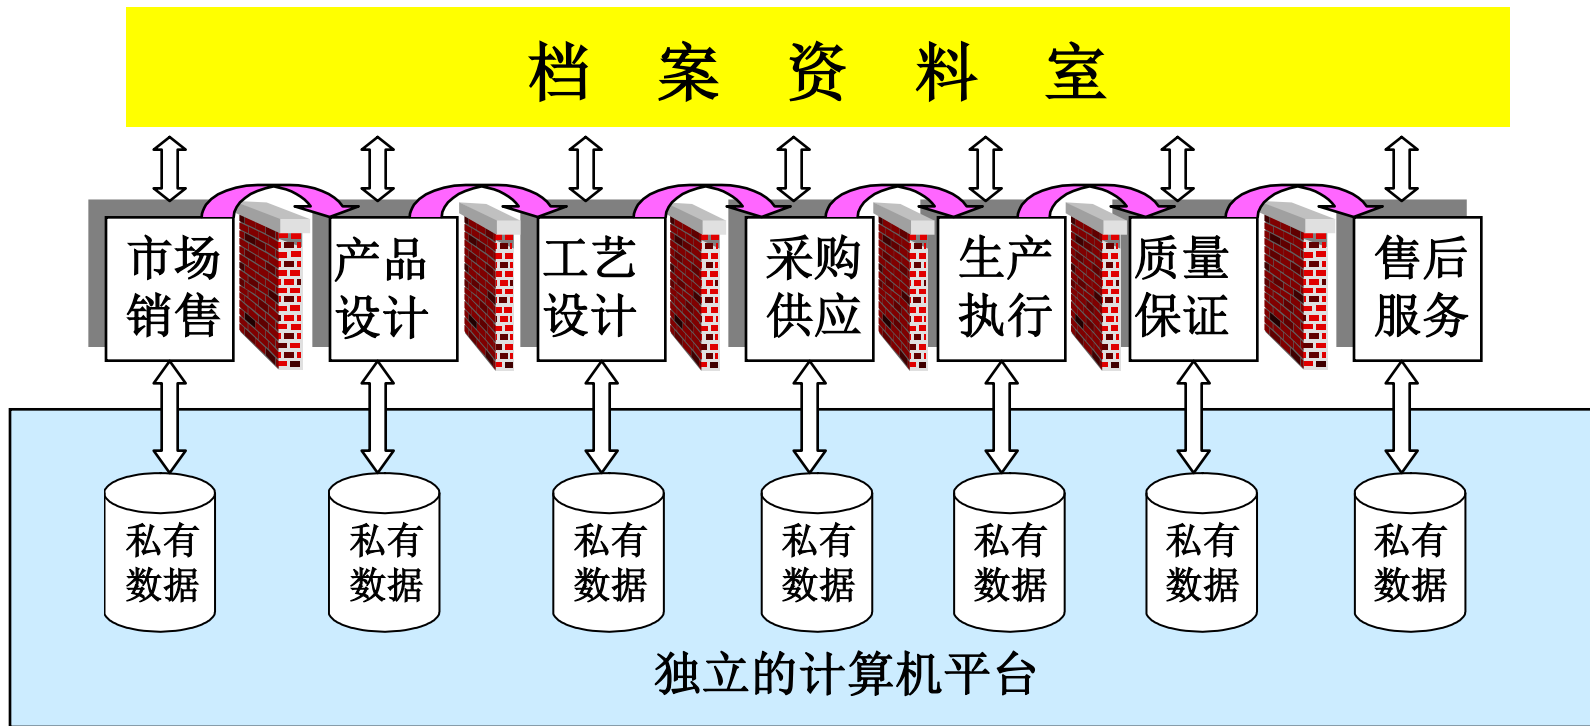 档案资料室
市场
销售
产品
设计
工艺
设计
采购
供应
生产
执行
质量
保证
售后
服务
私有
数据
私有
数据
私有
数据
私有
数据
私有
数据
私有
数据
私有
数据
独立的计算机平台